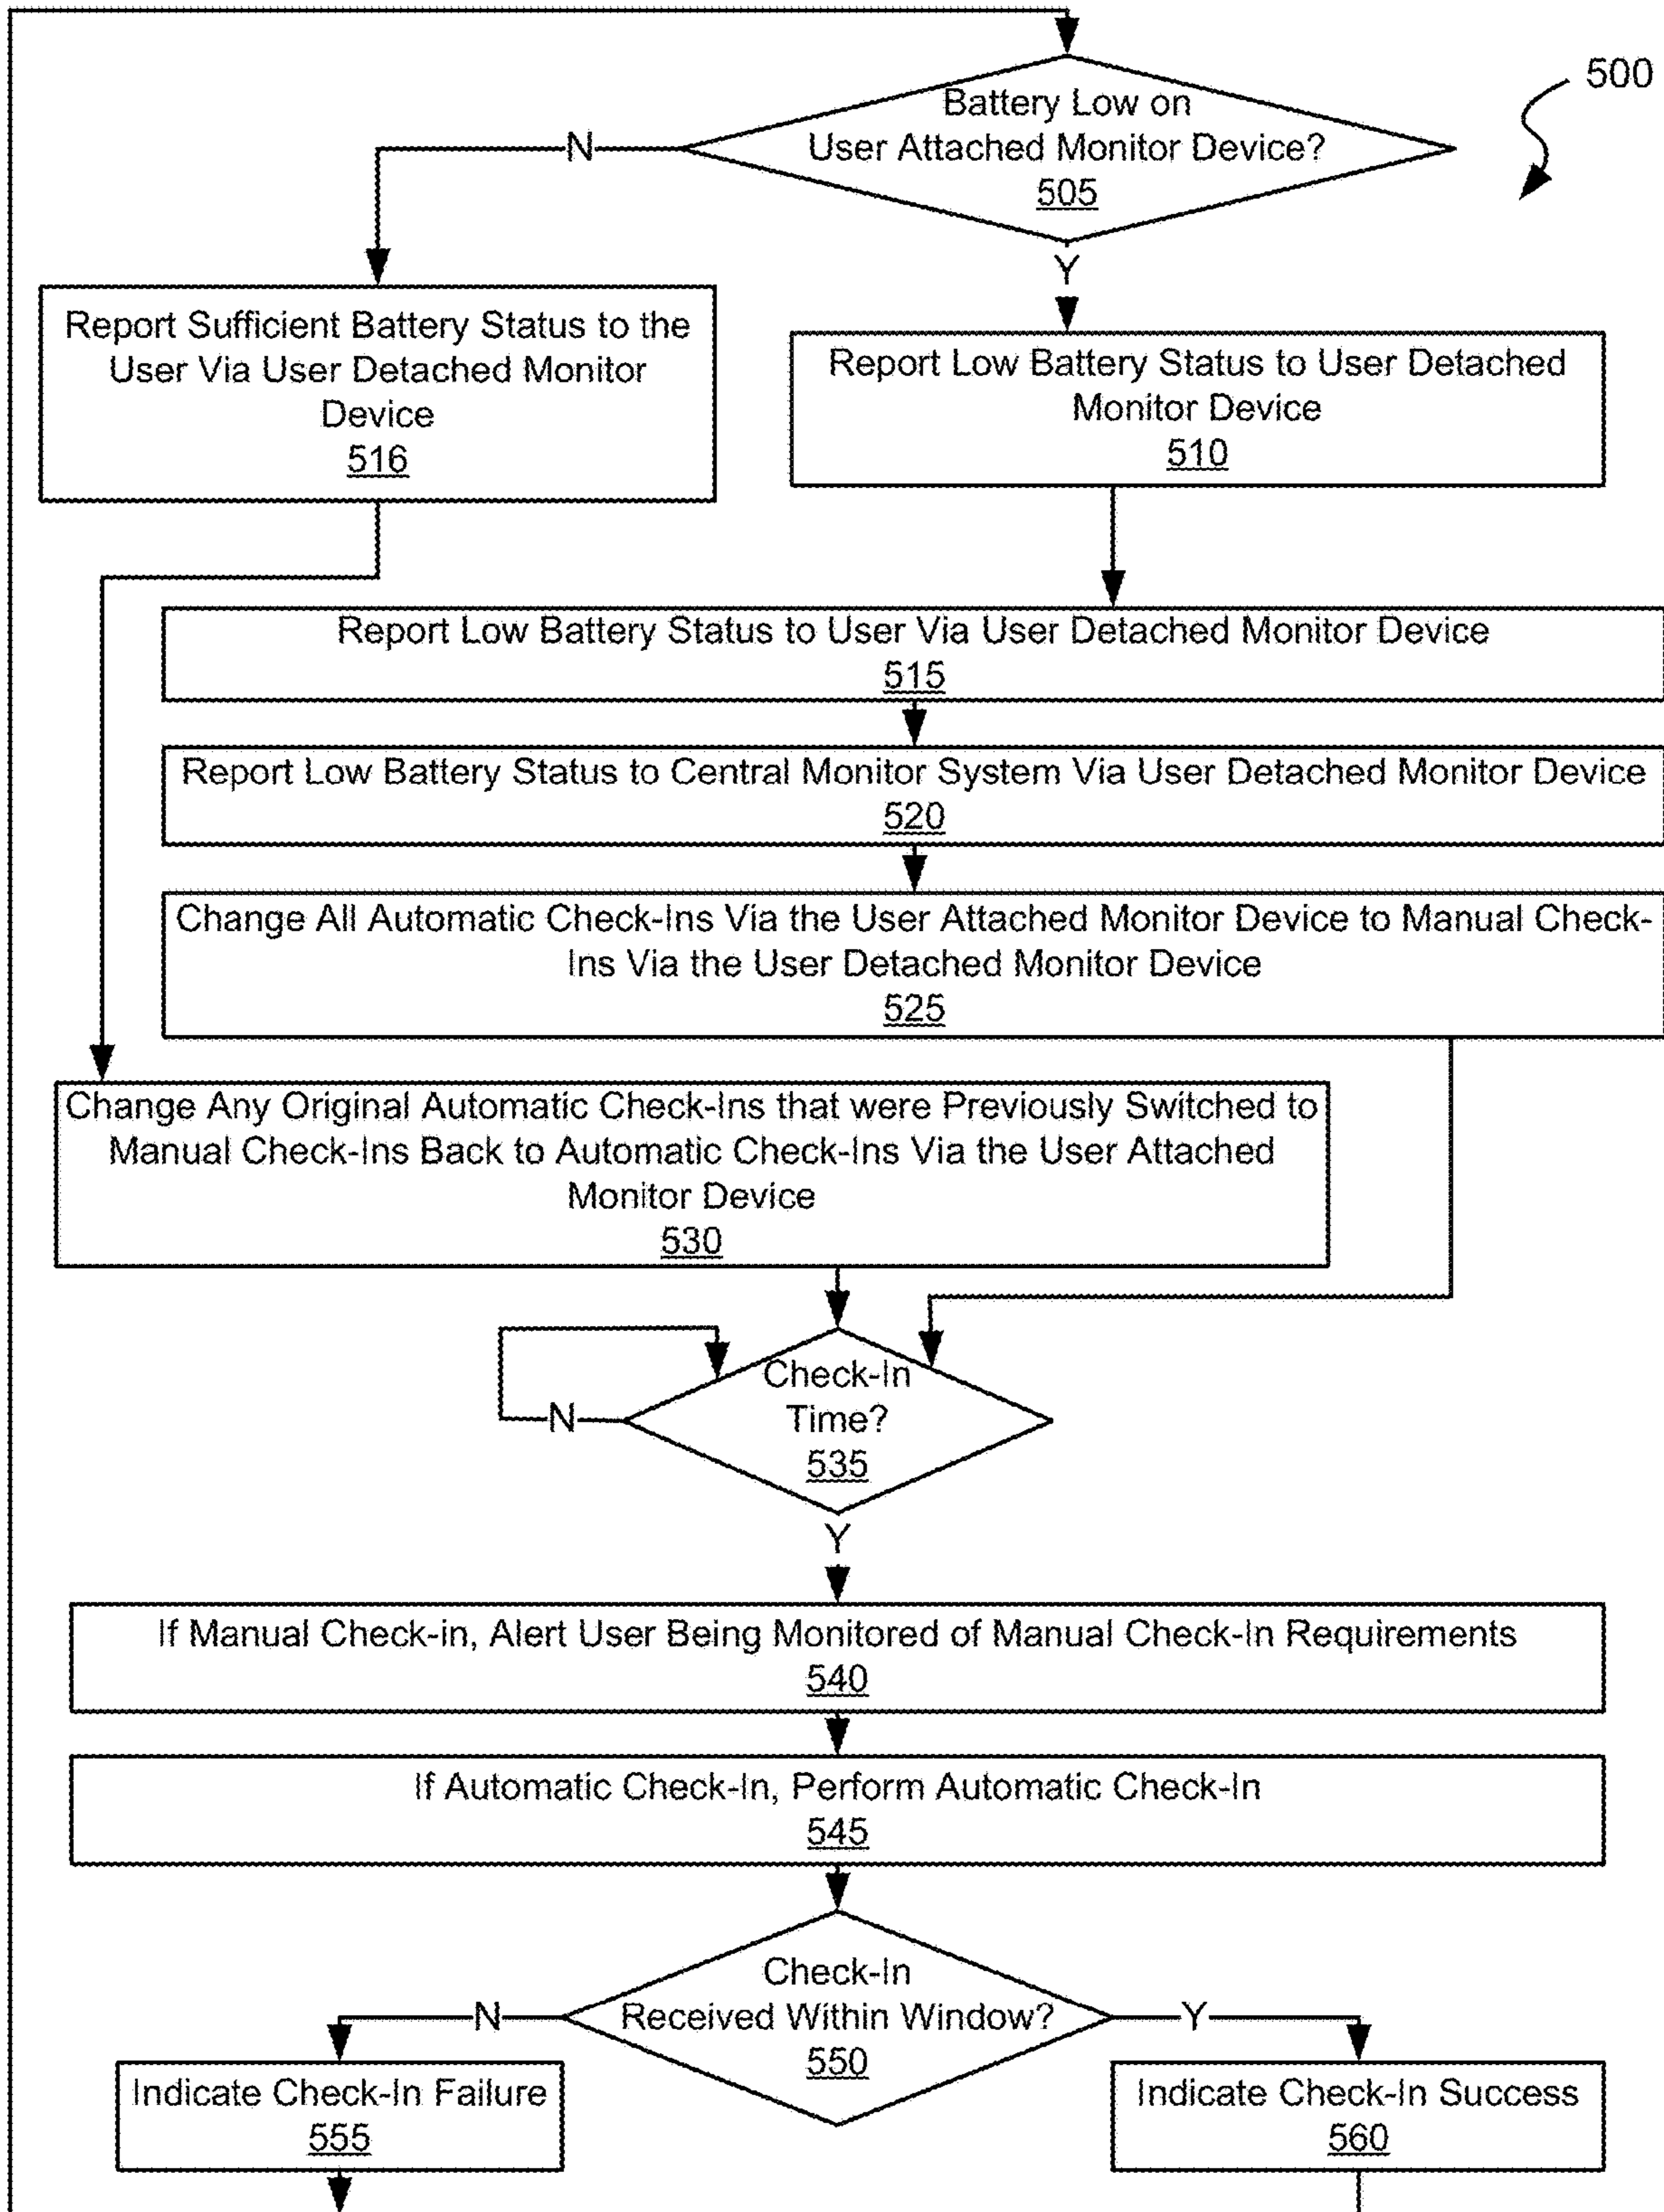 500
Battery Low on
User Attached Monitor Device?
505
N
Y
Report Sufficient Battery Status to the
User Via User Detached Monitor
Device
516
Report Low Battery Status to User Detached
Monitor Device
510
Report Low Battery Status to User Via User Detached Monitor Device
515
Report Low Battery Status to Central Monitor System Via User Detached Monitor Device
520
Change All Automatic Check-Ins Via the User Attached Monitor Device to Manual Check-
Ins Via the User Detached Monitor Device
525
Change Any Original Automatic Check-Ins that were Previously Switched to
Manual Check-Ins Back to Automatic Check-Ins Via the User Attached
Monitor Device
530
Check-In
Time?
535
N
Y
If Manual Check-in, Alert User Being Monitored of Manual Check-In Requirements
540
If Automatic Check-In, Perform Automatic Check-In
545
Check-In
Received Within Window?
550
N
Y
Indicate Check-In Failure
555
Indicate Check-In Success
560